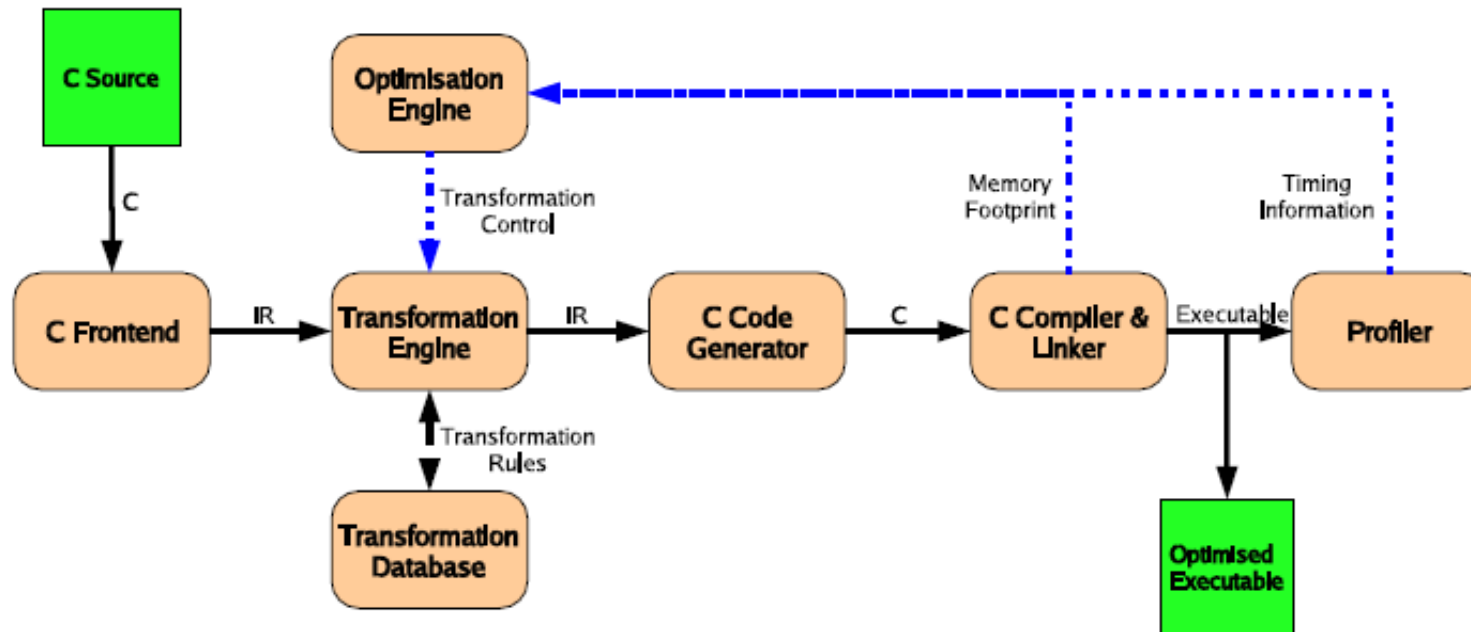 C Source
Optimisation
Engine
C
Transformation
Control
Memory
Footprint
Timing
Information
C Frontend
IR
Transformation
Engine
IR
C Code
Generator
C
C Compiler &
Linker
Executable
Profiler
Transformation
Rules
Transformation
Database
Optimised
Executable